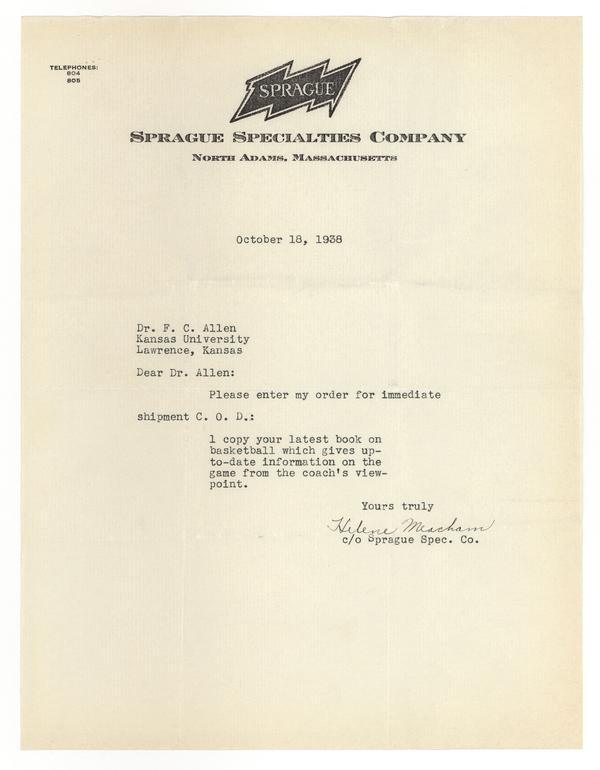 TELEPHONES:
804
805
SPRAGUE
SPRAGUE SPECIALTIES COMPANY
NORTH ADAMS, MASSACHUSETTS
October 18, 1938
Dr. F. C. Allen
Kansas University
Lawrence, Kansas
Dear Dr. Allen:
Please enter my order for immediate
shipment C. O. D.:
1 copy your latest book on
basketball which gives up-
to-date information on the
game from the coach's view-
point.
Yours truly
Helene Meacham
c/o Sprague Spec. Co.